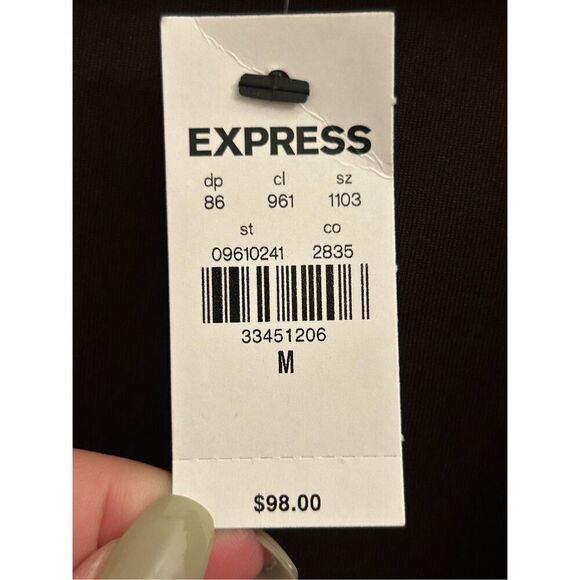 EXPRESS
dp cl sz
86 961 1103
st co
09610241 2835
33451206
M
$98.00